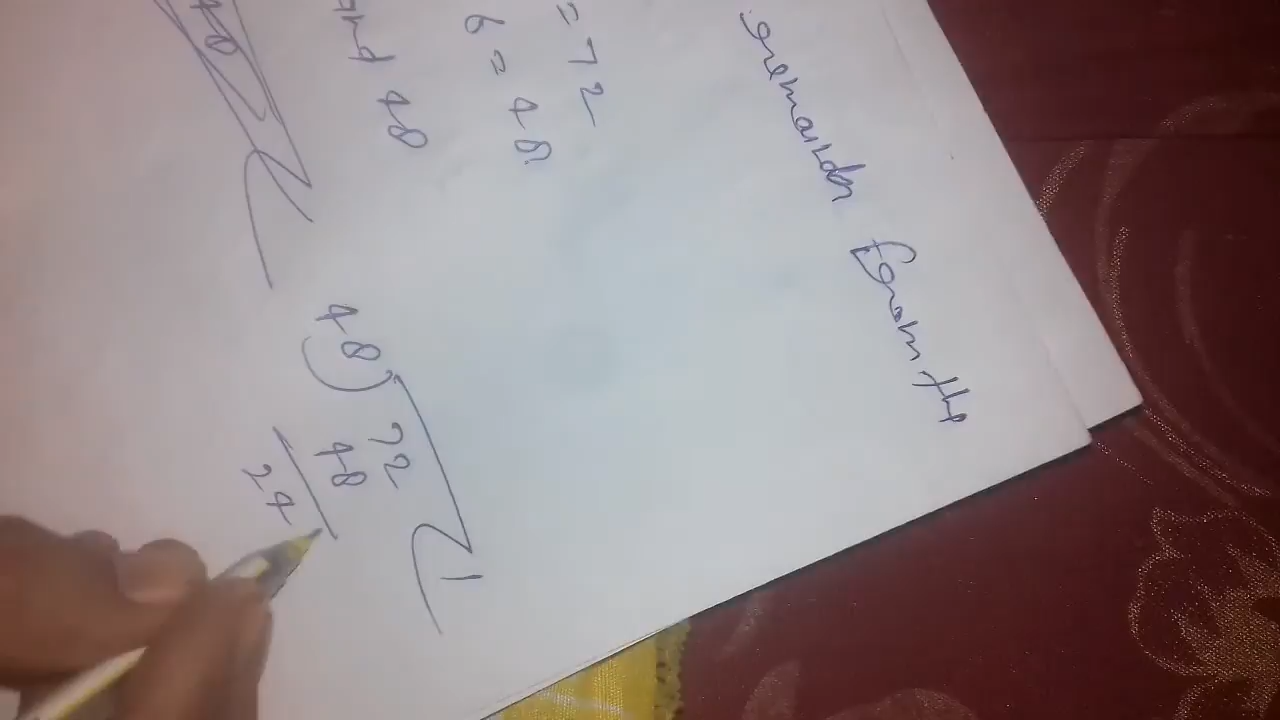 remainder from the
= 72
6 = 48.
and 48
48) 72 ( 1
48
24